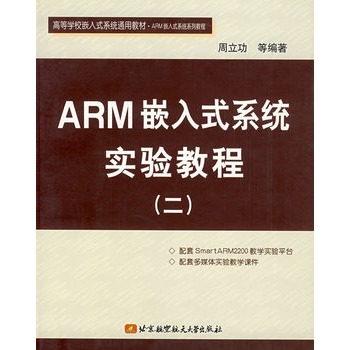 高等学校嵌入式系统通用教材·ARM嵌入式系统系列教程
周立功 等编著
ARM嵌入式系统
实验教程
(二)
◇ 配套SmartARM2200教学实验平台
◇ 配套多媒体实验教学课件
北京航空航天大学出版社